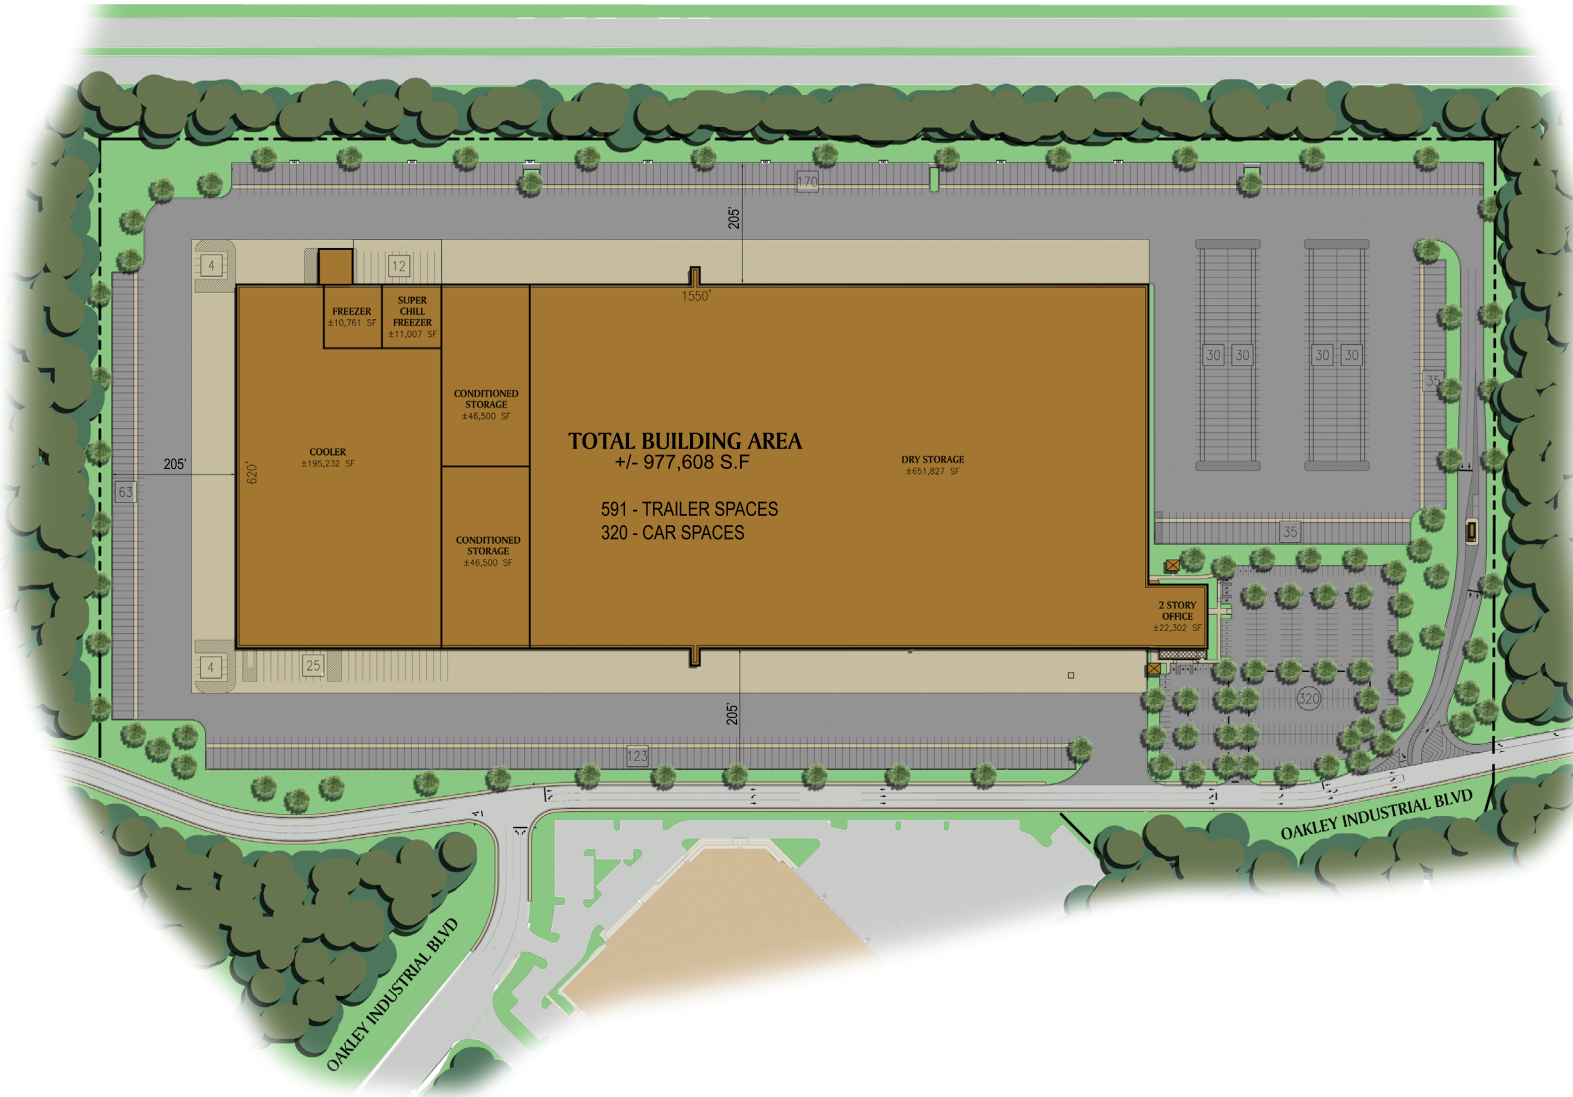 170
205'
4
12
1550'
FREEZER
±10,761 SF
SUPER
CHILL
FREEZER
±11,007 SF
30
30
30
30
35
CONDITIONED
STORAGE
±46,500 SF
TOTAL BUILDING AREA
+/- 977,608 S.F
COOLER
±195,232 SF
DRY STORAGE
±651,827 SF
205'
620'
63
591 - TRAILER SPACES
320 - CAR SPACES
35
CONDITIONED
STORAGE
±46,500 SF
2 STORY
OFFICE
±22,302 SF
4
25
320
205'
123
OAKLEY INDUSTRIAL BLVD
OAKLEY INDUSTRIAL BLVD